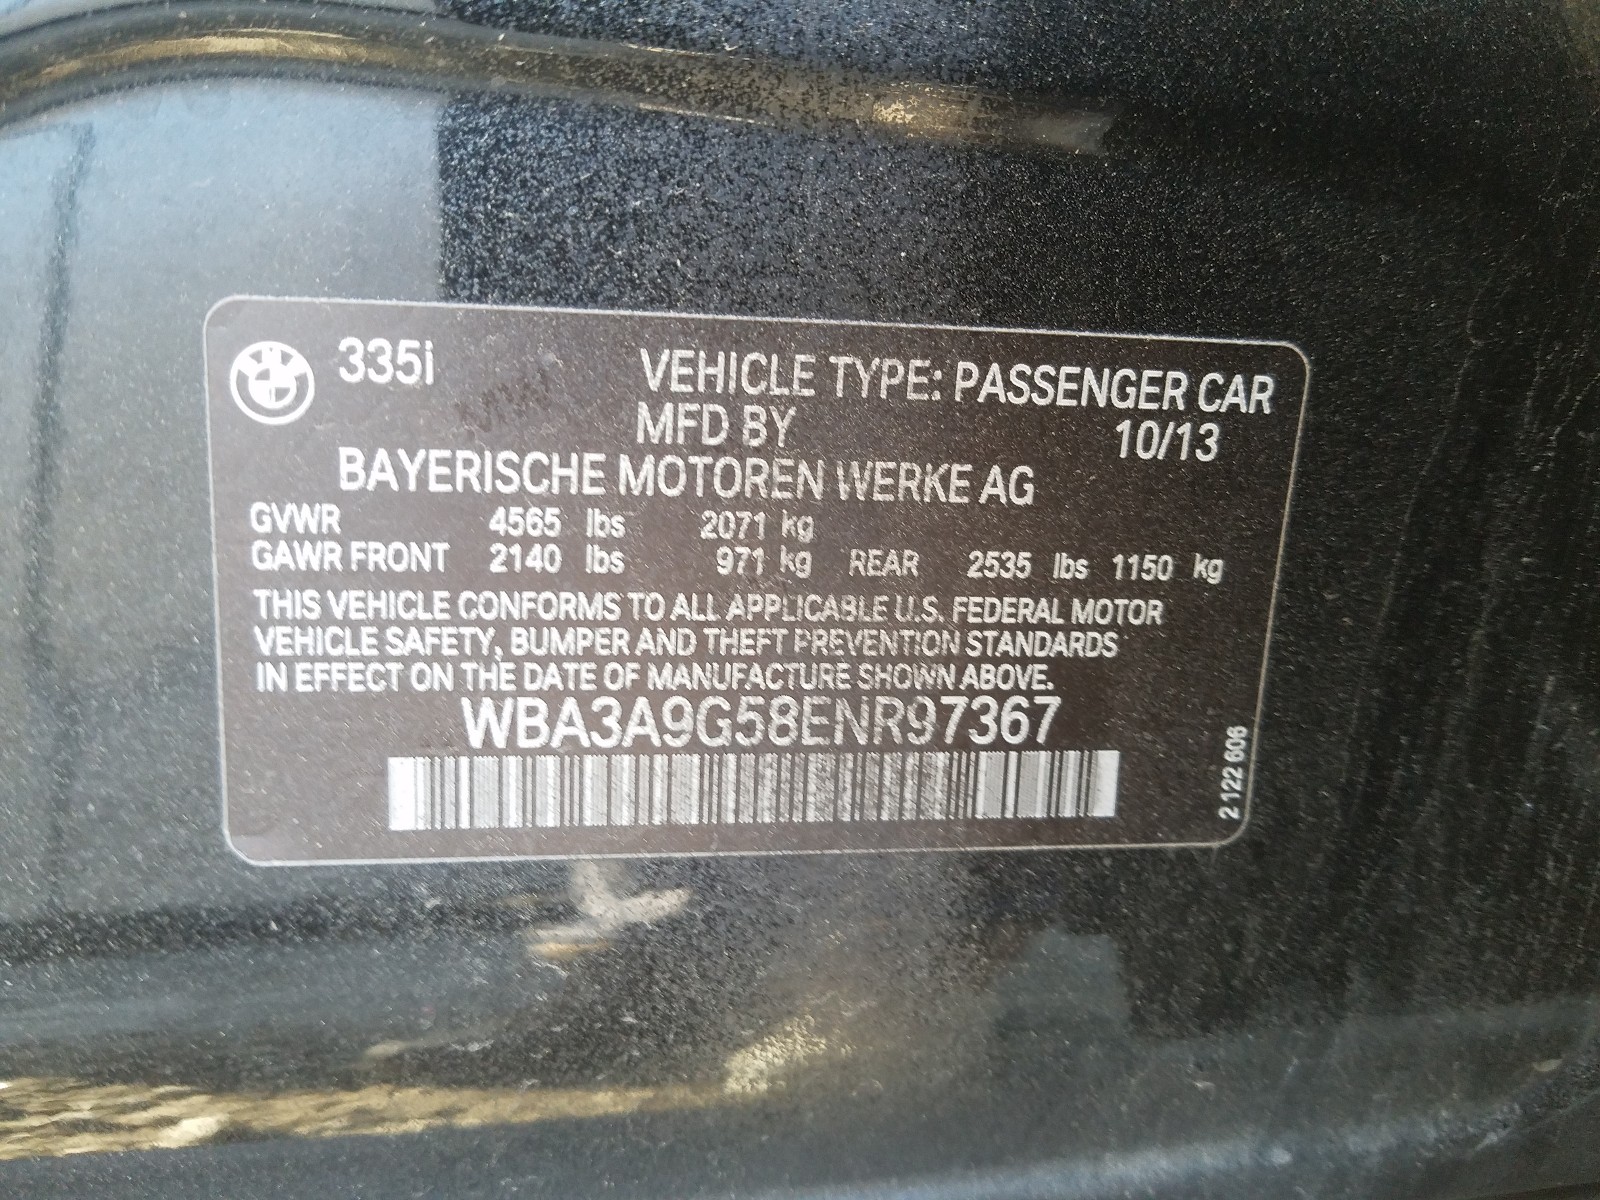 335i VEHICLE TYPE: PASSENGER CAR
MFD BY 10/13
BAYERISCHE MOTOREN WERKE AG
GVWR 4565 lbs 2071 kg
GAWR FRONT 2140 lbs 971 kg REAR 2535 lbs 1150 kg
THIS VEHICLE CONFORMS TO ALL APPLICABLE U.S. FEDERAL MOTOR
VEHICLE SAFETY, BUMPER AND THEFT PREVENTION STANDARDS
IN EFFECT ON THE DATE OF MANUFACTURE SHOWN ABOVE.
WBA3A9G58ENR97367
2 122 606